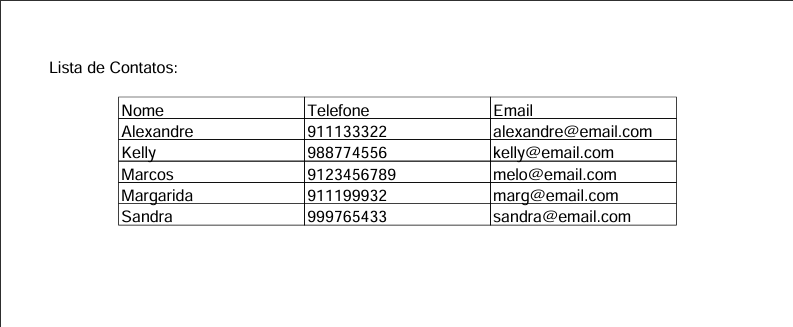 Lista de Contatos:
Nome Telefone Email
Alexandre 911133322 alexandre@email.com
Kelly 988774556 kelly@email.com
Marcos 9123456789 melo@email.com
Margarida 911199932 marg@email.com
Sandra 999765433 sandra@email.com